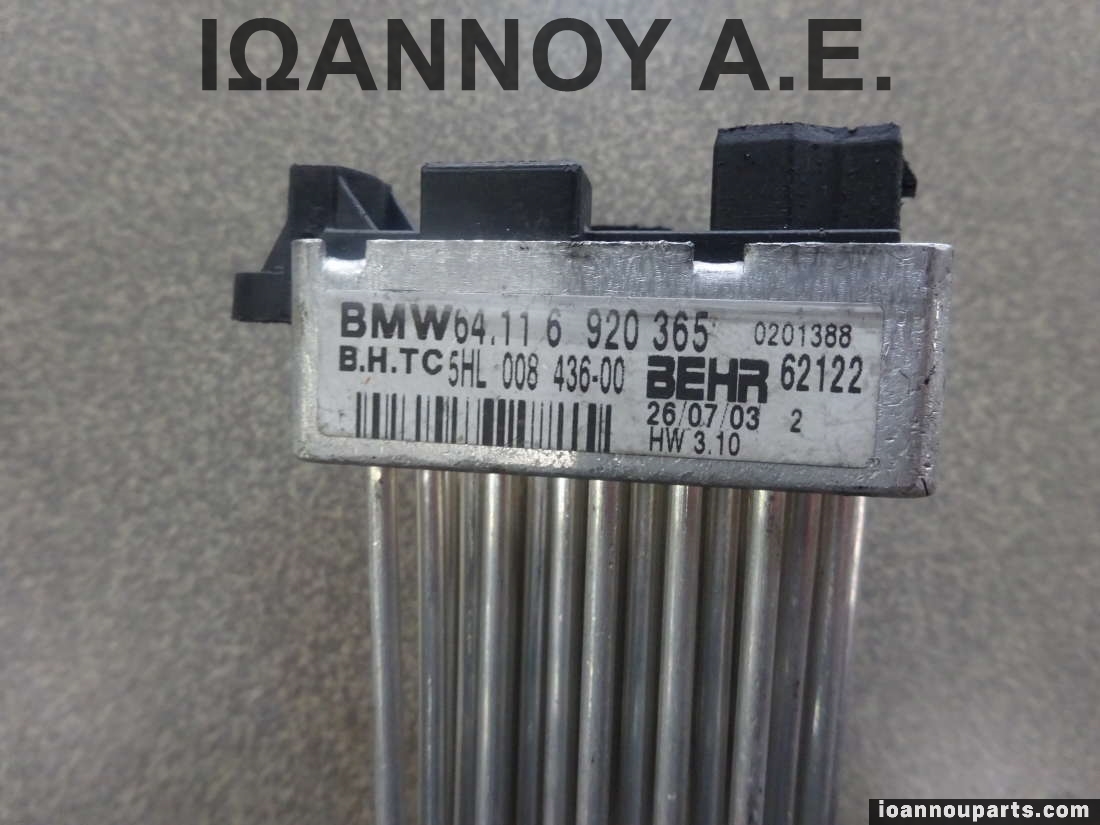 ΙΩΑΝΝΟΥ Α.Ε.
BMW 64.11 6 920 365 0201388
B.H.TC 5HL 008 436-00 BEHR 62122
26/07/03 2
HW 3.10
ioannouparts.com